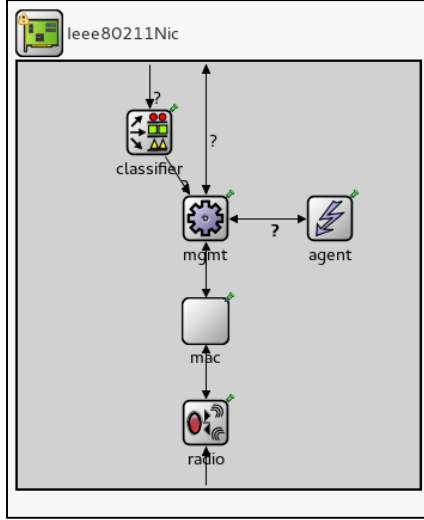 Ieee80211Nic
?
?
classifier
?
mgmt
?
agent
mac
radio